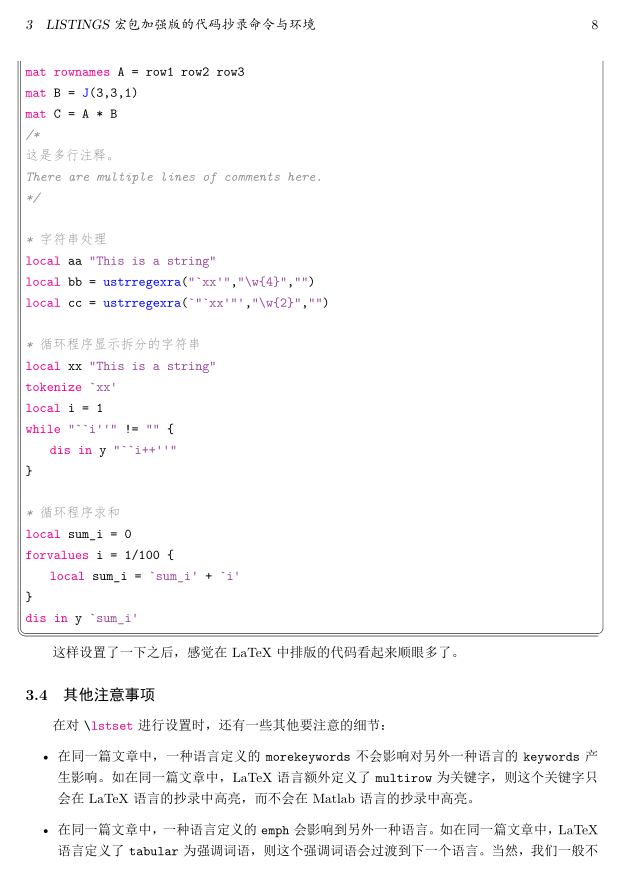 3 LISTINGS 宏包加强版的代码抄录命令与环境 8
mat rownames A = row1 row2 row3
mat B = J(3,3,1)
mat C = A * B
/*
这是多行注释。
There are multiple lines of comments here.
*/
* 字符串处理
local aa "This is a string"
local bb = ustrregexra("`xx'","\w{4}","")
local cc = ustrregexra(`"`xx'"',"\w{2}","")
* 循环程序显示拆分的字符串
local xx "This is a string"
tokenize `xx'
local i = 1
while "``i''" != "" {
dis in y "``i++''"
}
* 循环程序求和
local sum_i = 0
forvalues i = 1/100 {
local sum_i = `sum_i' + `i'
}
dis in y `sum_i'
这样设置了一下之后，感觉在 LaTeX 中排版的代码看起来顺眼多了。
3.4 其他注意事项
在对 \lstset 进行设置时，还有一些其他要注意的细节：
• 在同一篇文章中，一种语言定义的 morekeywords 不会影响对另外一种语言的 keywords 产
生影响。如在同一篇文章中，LaTeX 语言额外定义了 multirow 为关键字，则这个关键字只
会在 LaTeX 语言的抄录中高亮，而不会在 Matlab 语言的抄录中高亮。
• 在同一篇文章中，一种语言定义的 emph 会影响到另外一种语言。如在同一篇文章中，LaTeX
语言定义了 tabular 为强调词语，则这个强调词语会过渡到下一个语言。当然，我们一般不